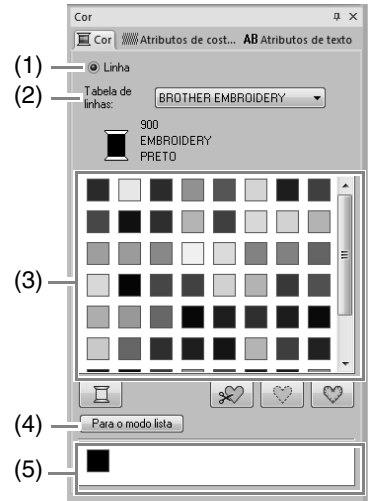 Cor
Cor Atributos de cost... AB Atributos de texto
(1) Linha
(2) Tabela de linhas: BROTHER EMBROIDERY
900
EMBROIDERY
PRETO
(3)
(4) Para o modo lista
(5)